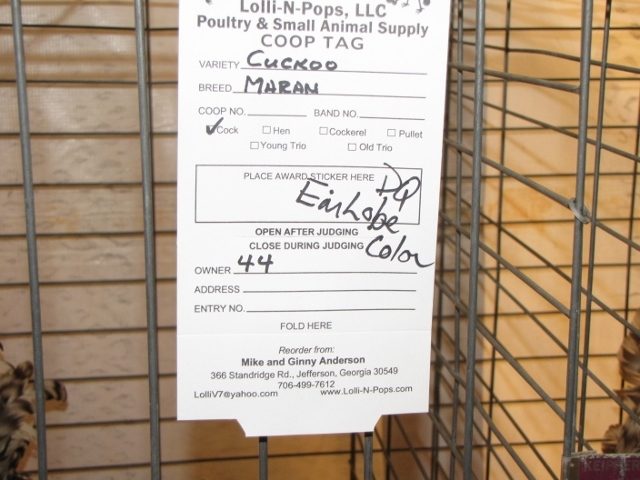 Lolli-N-Pops, LLC
Poultry & Small Animal Supply
COOP TAG
VARIETY CUCKOO
BREED MARAN
COOP NO. BAND NO.
Cock Hen Cockerel Pullet
Young Trio Old Trio
PLACE AWARD STICKER HERE DQ
Earlobe
OPEN AFTER JUDGING
CLOSE DURING JUDGING Color
OWNER 44
ADDRESS
ENTRY NO.
FOLD HERE
Reorder from:
Mike and Ginny Anderson
366 Standridge Rd., Jefferson, Georgia 30549
706-499-7612
LolliV7@yahoo.com www.Lolli-N-Pops.com